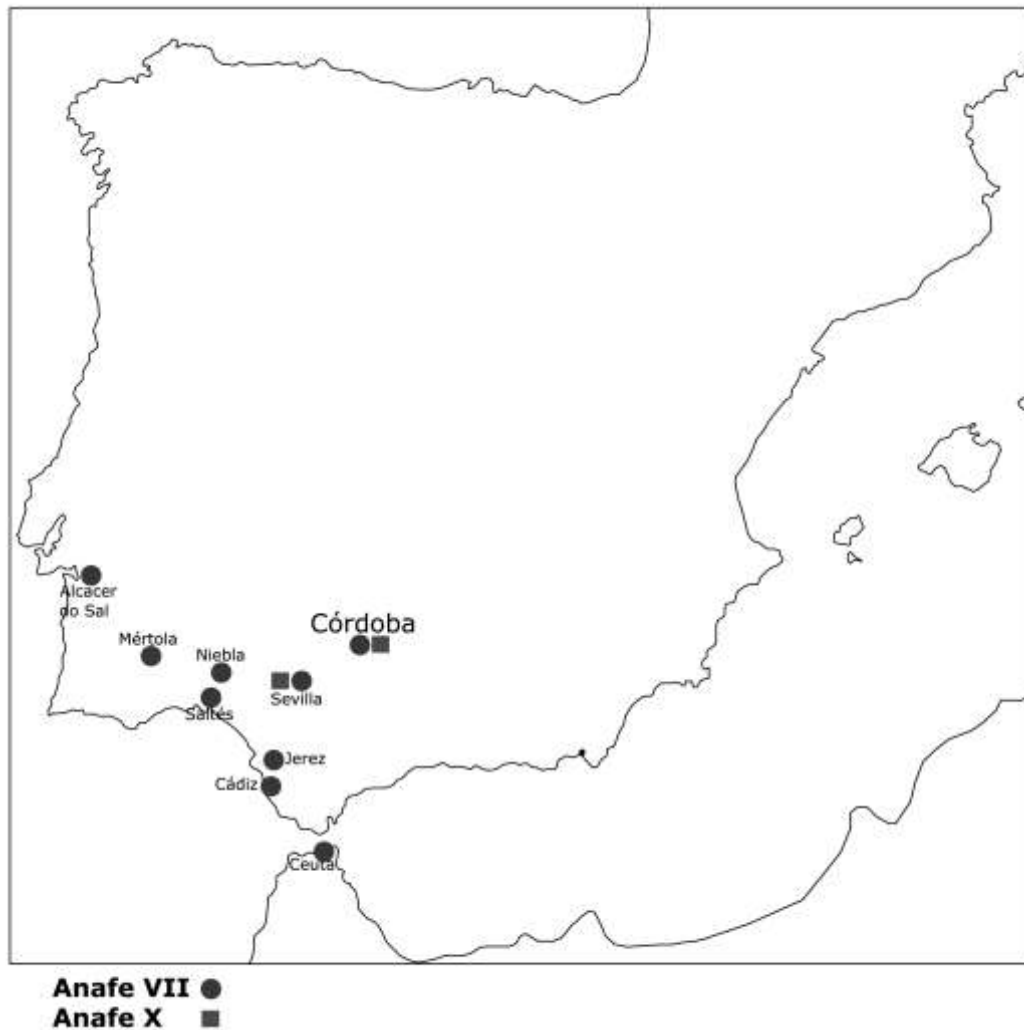 Alcacer
do Sal
Mértola
Niebla
Saltés
Córdoba
Sevilla
Jerez
Cádiz
Ceuta
Anafe VII
Anafe X